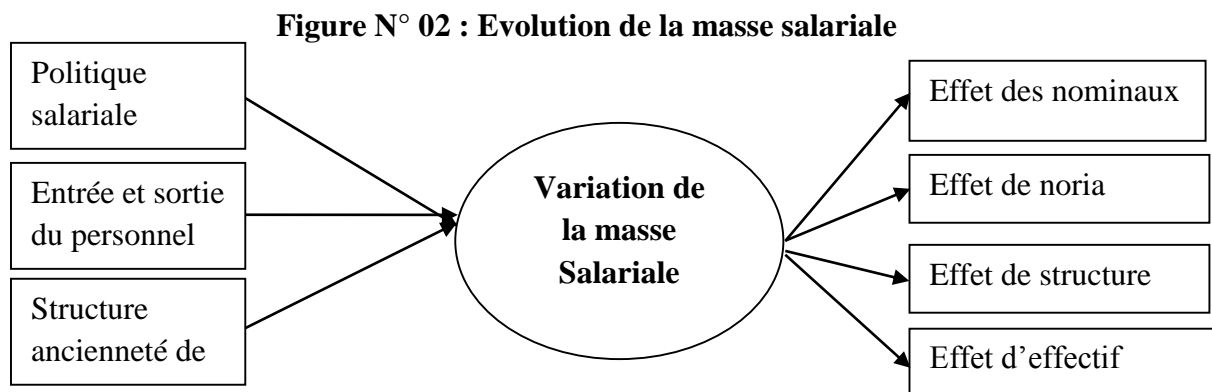 Figure N° 02 : Evolution de la masse salariale
Politique
salariale
Entrée et sortie
du personnel
Structure
ancienneté de
Variation de
la masse
Salariale
Effet des nominaux
Effet de noria
Effet de structure
Effet d’effectif